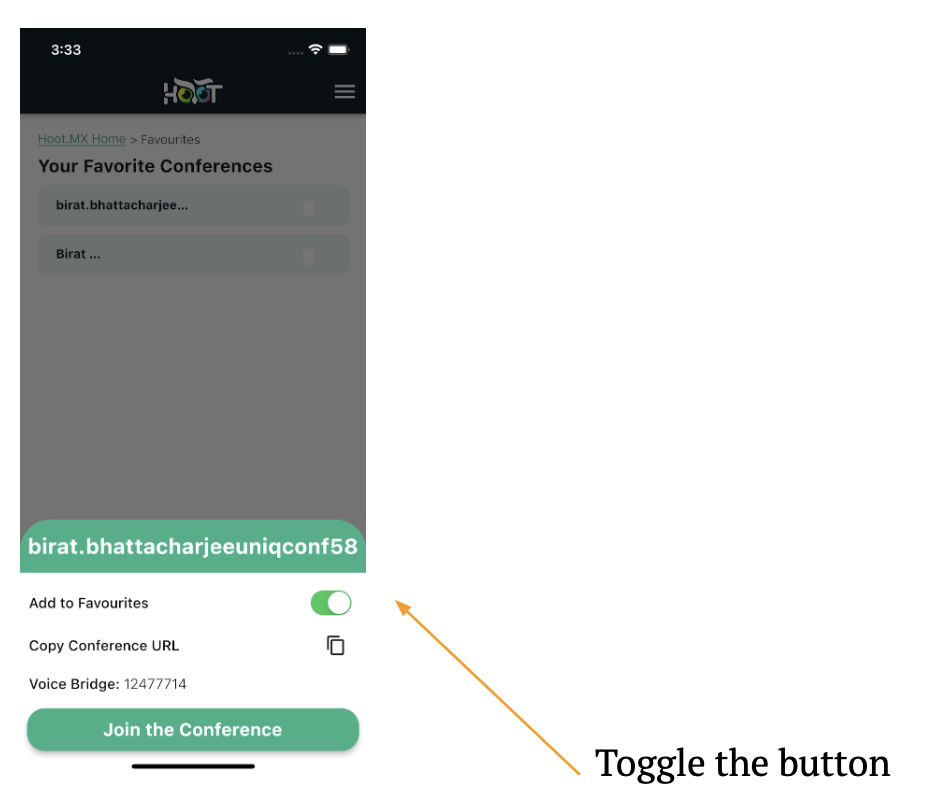 3:33
HOOT
Hoot.MX Home > Favourites
Your Favorite Conferences
birat.bhattacharjee...
Birat ...
birat.bhattacharjeeuniqconf58
Add to Favourites
Copy Conference URL
Voice Bridge: 12477714
Join the Conference
Toggle the button